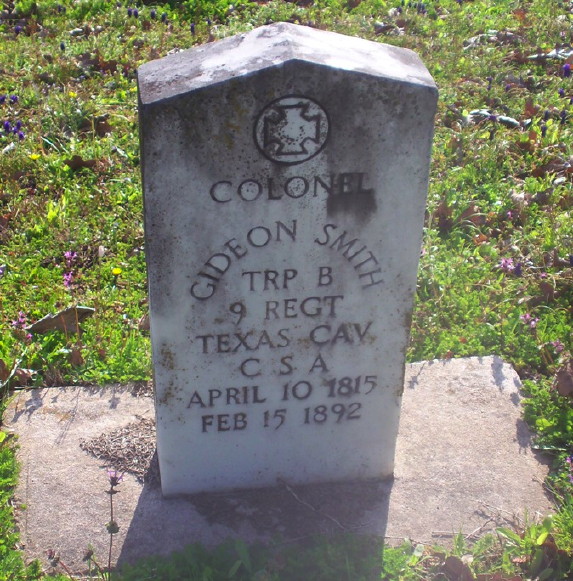 COLONEL
GIDEON SMITH
TRP B
9 REGT
TEXAS CAV
C S A
APRIL 10 1815
FEB 15 1892